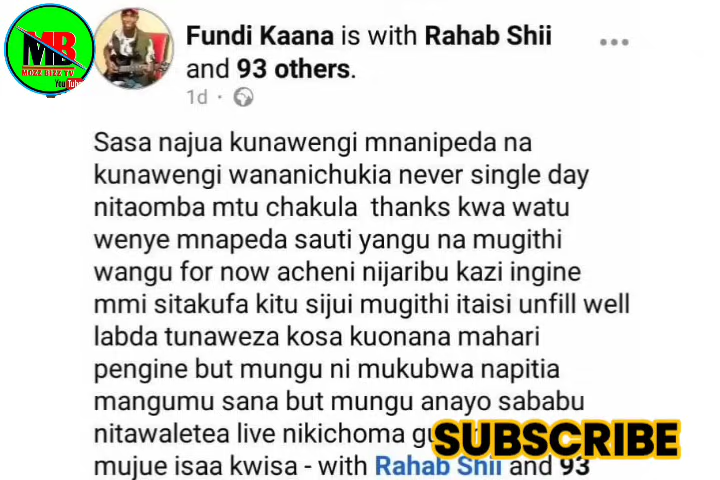 MB
MOZZ BIZZ TV
YouTube
Fundi Kaana is with Rahab Shii
and 93 others.
1d ·
Sasa najua kunawengi mnanipeda na
kunawengi wananichukia never single day
nitaomba mtu chakula thanks kwa watu
wenye mnapeda sauti yangu na mugithi
wangu for now acheni nijaribu kazi ingine
mmi sitakufa kitu sijui mugithi itaisi unfill well
labda tunaweza kosa kuonana mahari
pengine but mungu ni mukubwa napitia
mangumu sana but mungu anayo sababu
nitawaletea live nikichoma
SUBSCRIBE
mujue isaa kwisa - with Rahab Shii and 93